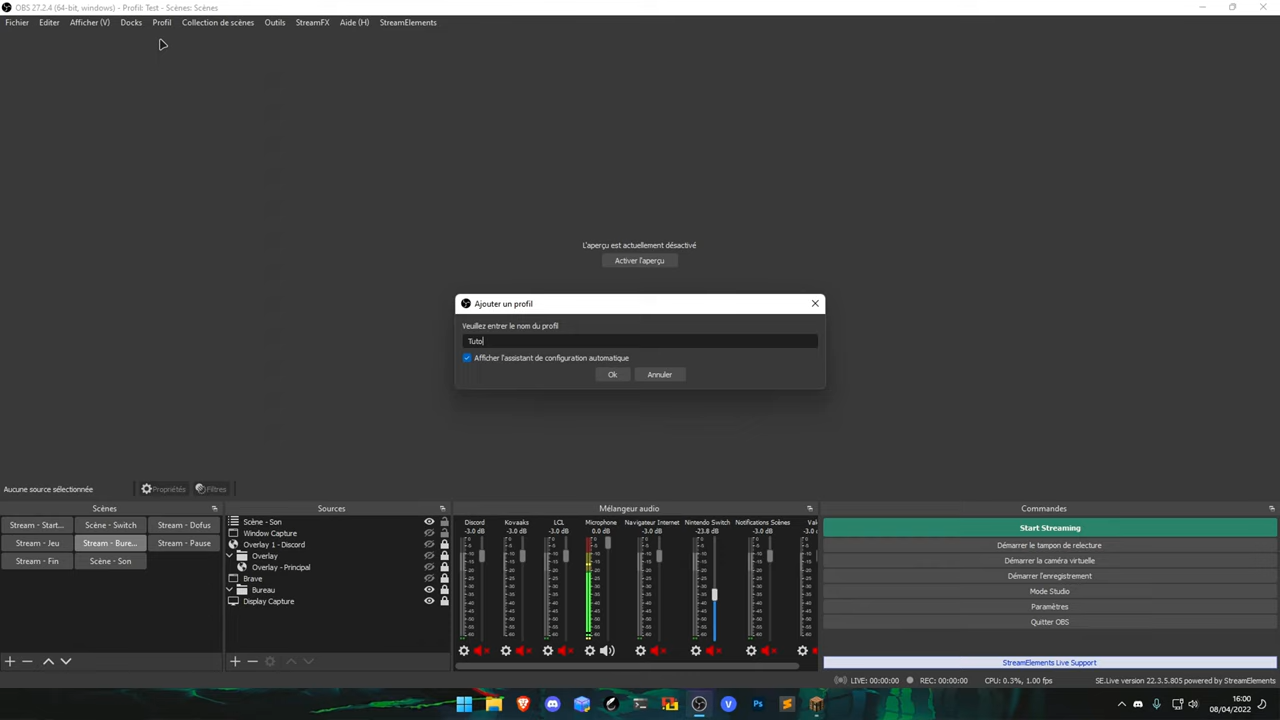 OBS 27.2.4 (64-bit, windows) - Profil: Test - Scènes: Scènes
Fichier Editer Afficher (V) Docks Profil Collection de scènes Outils StreamFX Aide (H) StreamElements
L'aperçu est actuellement désactivé
Activer l'aperçu
Ajouter un profil
Veuillez entrer le nom du profil
Tuto
Afficher l'assistant de configuration automatique
Ok Annuler
Aucune source sélectionnée Propriétés Filtres
Scènes
Stream - Start... Scène - Switch Stream - Dofus
Stream - Jeu Stream - Bure... Stream - Pause
Stream - Fin Scène - Son
Sources
Scène - Son
Window Capture
Overlay 1 - Discord
Overlay
Overlay - Principal
Brave
Bureau
Display Capture
Mélangeur audio
Discord Kovaaks LCL Microphone Navigateur Internet Nintendo Switch Notifications Scènes Val
-3.0 dB -3.0 dB -3.0 dB 0.0 dB -3.0 dB -23.8 dB -3.0 dB -3.0
Commandes
Start Streaming
Démarrer le tampon de relecture
Démarrer la caméra virtuelle
Démarrer l'enregistrement
Mode Studio
Paramètres
Quitter OBS
StreamElements Live Support
LIVE: 00:00:00 REC: 00:00:00 CPU: 0.3%, 1.00 fps SE.Live version 22.3.5.805 powered by StreamElements
16:00
08/04/2022